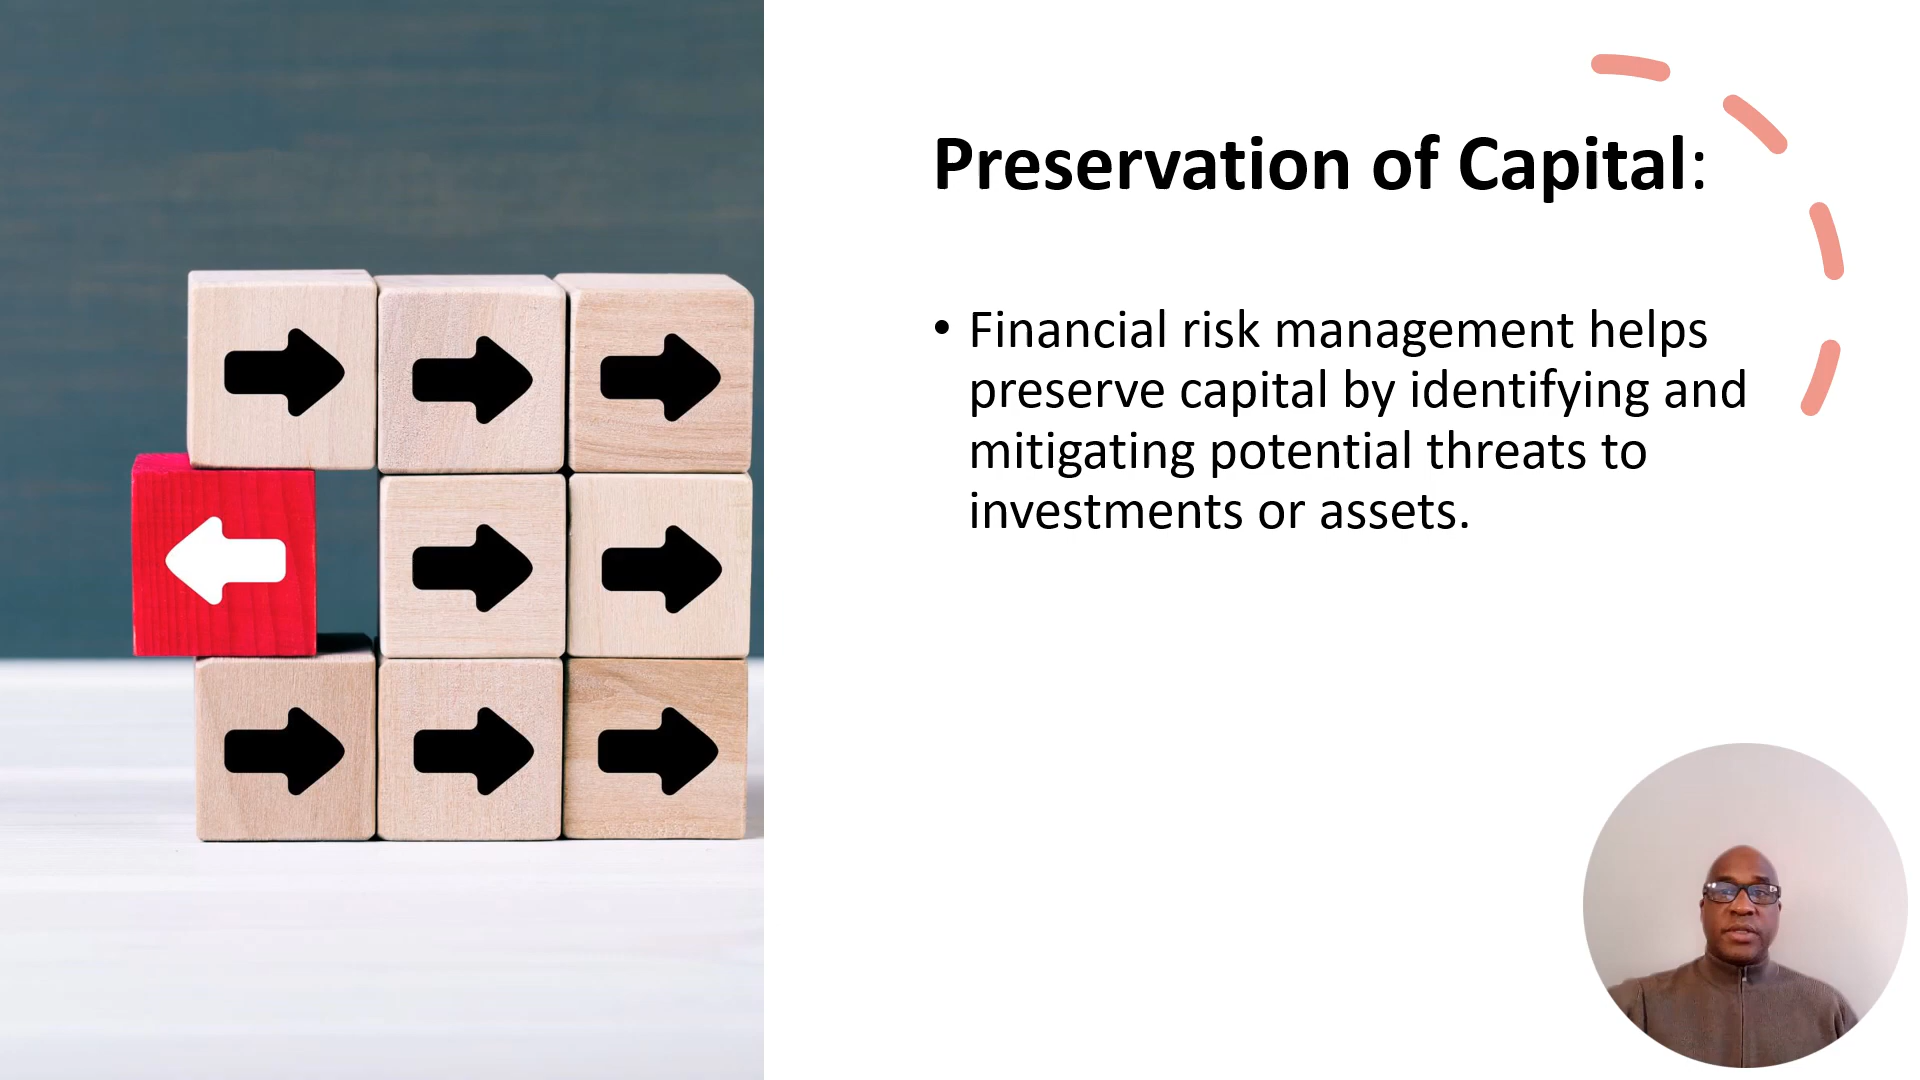 Preservation of Capital:
• Financial risk management helps
preserve capital by identifying and
mitigating potential threats to
investments or assets.